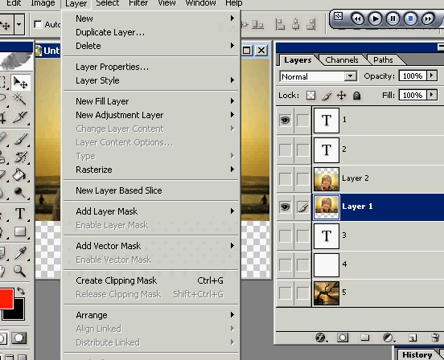 Edit Image Layer Select Filter View Window Help
Auto
Unt
New
Duplicate Layer...
Delete
Layer Properties...
Layer Style
New Fill Layer
New Adjustment Layer
Change Layer Content
Layer Content Options...
Type
Rasterize
New Layer Based Slice
Add Layer Mask
Enable Layer Mask
Add Vector Mask
Enable Vector Mask
Create Clipping Mask Ctrl+G
Release Clipping Mask Shift+Ctrl+G
Arrange
Align Linked
Distribute Linked
Layers Channels Paths
Normal Opacity: 100%
Lock: Fill: 100%
T 1
T 2
Layer 2
Layer 1
T 3
4
5
History
T